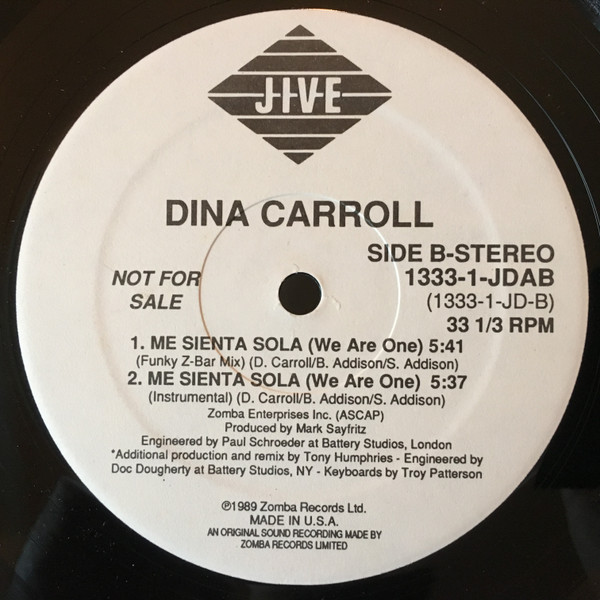 JIVE
DINA CARROLL
SIDE B-STEREO
NOT FOR
SALE
1333-1-JDAB
(1333-1-JD-B)
33 1/3 RPM
1. ME SIENTA SOLA (We Are One) 5:41
(Funky Z-Bar Mix) (D. Carroll/B. Addison/S. Addison)
2. ME SIENTA SOLA (We Are One) 5:37
(Instrumental) (D. Carroll/B. Addison/S. Addison)
Zomba Enterprises Inc. (ASCAP)
Produced by Mark Sayfritz
Engineered by Paul Schroeder at Battery Studios, London
*Additional production and remix by Tony Humphries - Engineered by
Doc Dougherty at Battery Studios, NY - Keyboards by Troy Patterson
℗1989 Zomba Records Ltd.
MADE IN U.S.A.
AN ORIGINAL SOUND RECORDING MADE BY
ZOMBA RECORDS LIMITED